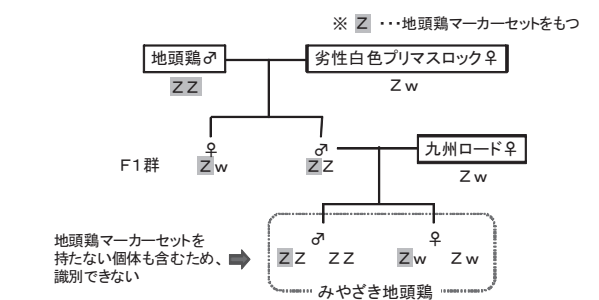 ※ Z ・・・地頭鶏マーカーセットをもつ
地頭鶏♂ 劣性白色プリマスロック♀
ZZ Zw
♀ ♂ 九州ロード♀
F1群 Zw ZZ Zw
♂ ♀
地頭鶏マーカーセットを
持たない個体も含むため、
識別できない
ZZ ZZ Zw Zw
みやざき地頭鶏